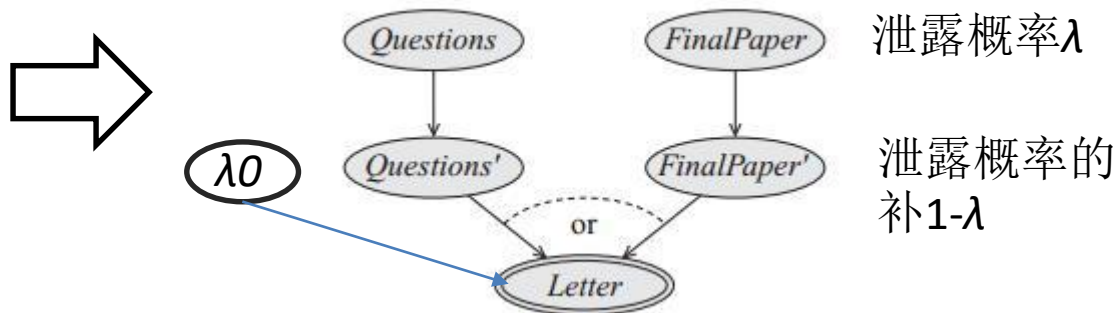 Questions
FinalPaper
泄露概率λ
λ0
Questions'
FinalPaper'
泄露概率的
补1-λ
or
Letter